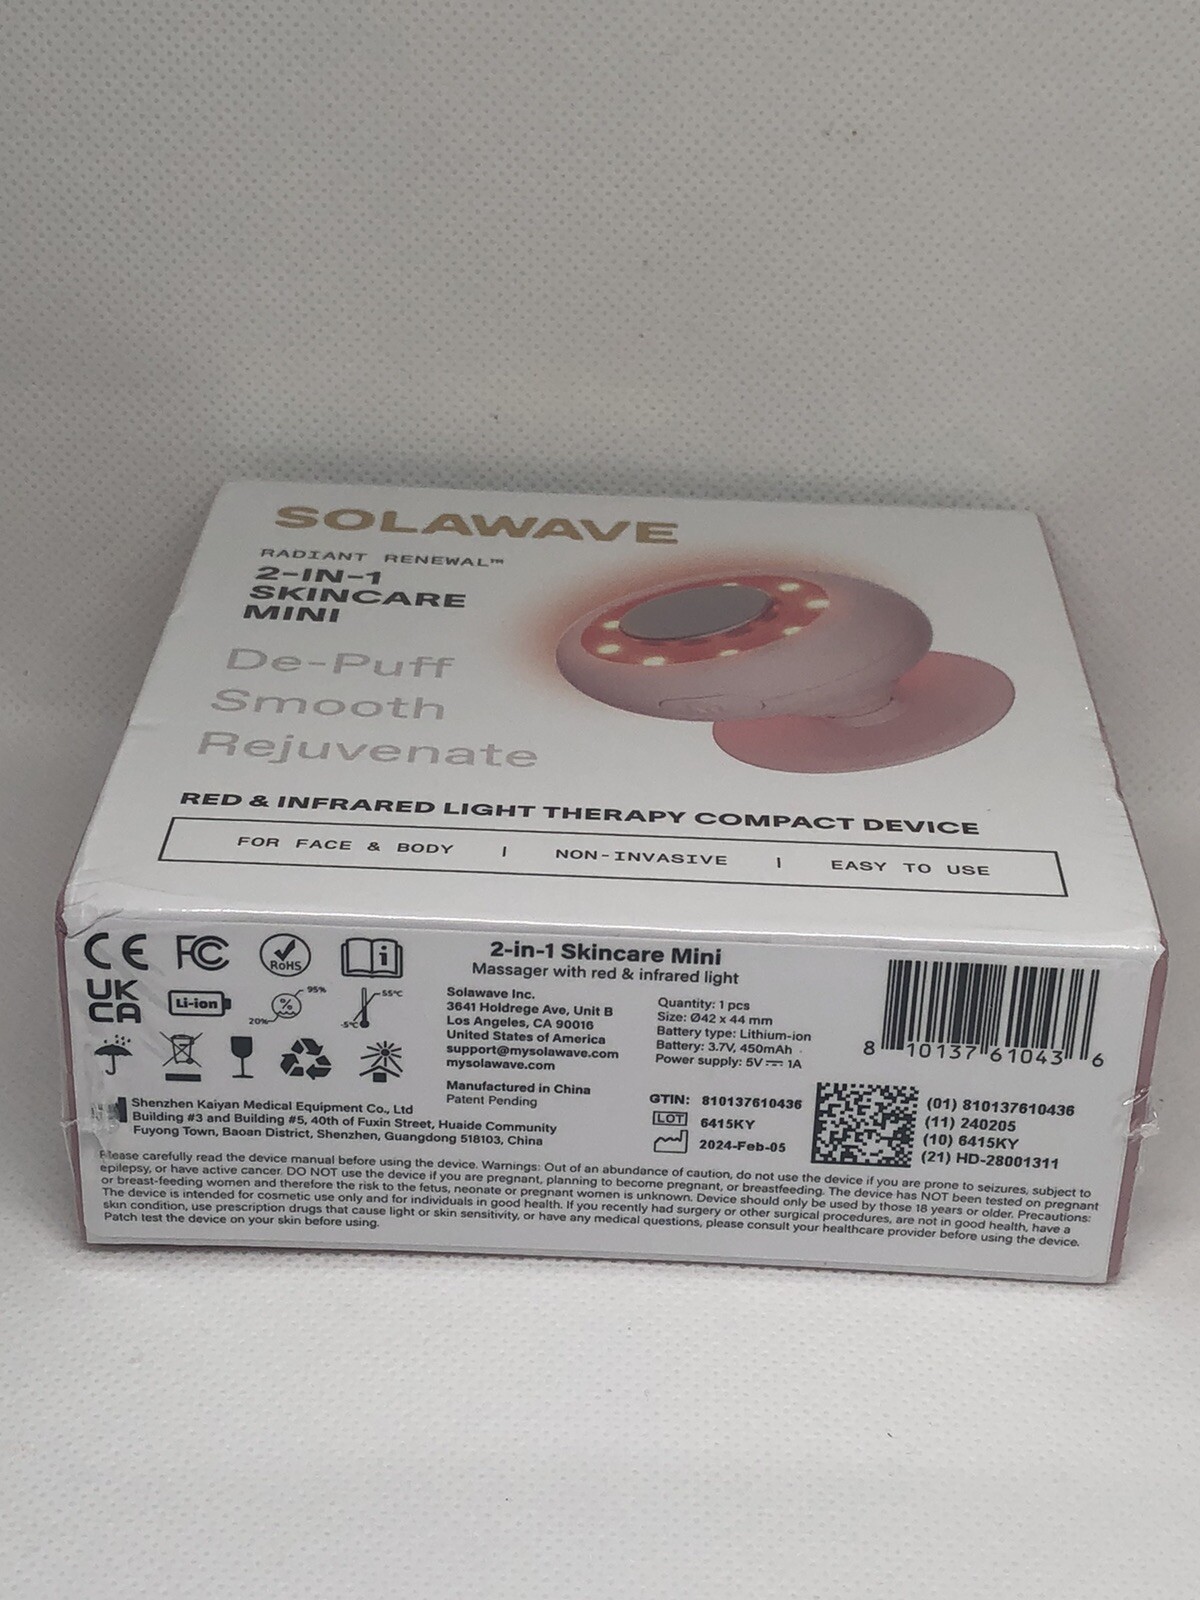 SOLAWAVE
RADIANT RENEWAL™
2-IN-1
SKINCARE
MINI
De-Puff
Smooth
Rejuvenate
RED & INFRARED LIGHT THERAPY COMPACT DEVICE
FOR FACE & BODY | NON-INVASIVE | EASY TO USE
CE FC RoHS i
UK
CA
Li-ion
20% % 95%
-5°C 55°C
2-in-1 Skincare Mini
Massager with red & infrared light
Solawave Inc.
3641 Holdrege Ave, Unit B
Los Angeles, CA 90016
United States of America
support@mysolawave.com
mysolawave.com
Manufactured in China
Patent Pending
Quantity: 1 pcs
Size: Ø42 x 44 mm
Battery type: Lithium-ion
Battery: 3.7V, 450mAh
Power supply: 5V ⎓ 1A
8 10137 61043 6
GTIN: 810137610436
LOT 6415KY
2024-Feb-05
(01) 810137610436
(11) 240205
(10) 6415KY
(21) HD-28001311
Shenzhen Kaiyan Medical Equipment Co., Ltd
Building #3 and Building #5, 40th of Fuxin Street, Huaide Community
Fuyong Town, Baoan District, Shenzhen, Guangdong 518103, China
Please carefully read the device manual before using the device. Warnings: Out of an abundance of caution, do not use the device if you are prone to seizures, subject to
epilepsy, or have active cancer. DO NOT use the device if you are pregnant, planning to become pregnant, or breastfeeding. The device has NOT been tested on pregnant
or breast-feeding women and therefore the risk to the fetus, neonate or pregnant women is unknown. Device should only be used by those 18 years or older. Precautions:
The device is intended for cosmetic use only and for individuals in good health. If you recently had surgery or other surgical procedures, are not in good health, have a
skin condition, use prescription drugs that cause light or skin sensitivity, or have any medical questions, please consult your healthcare provider before using the device.
Patch test the device on your skin before using.